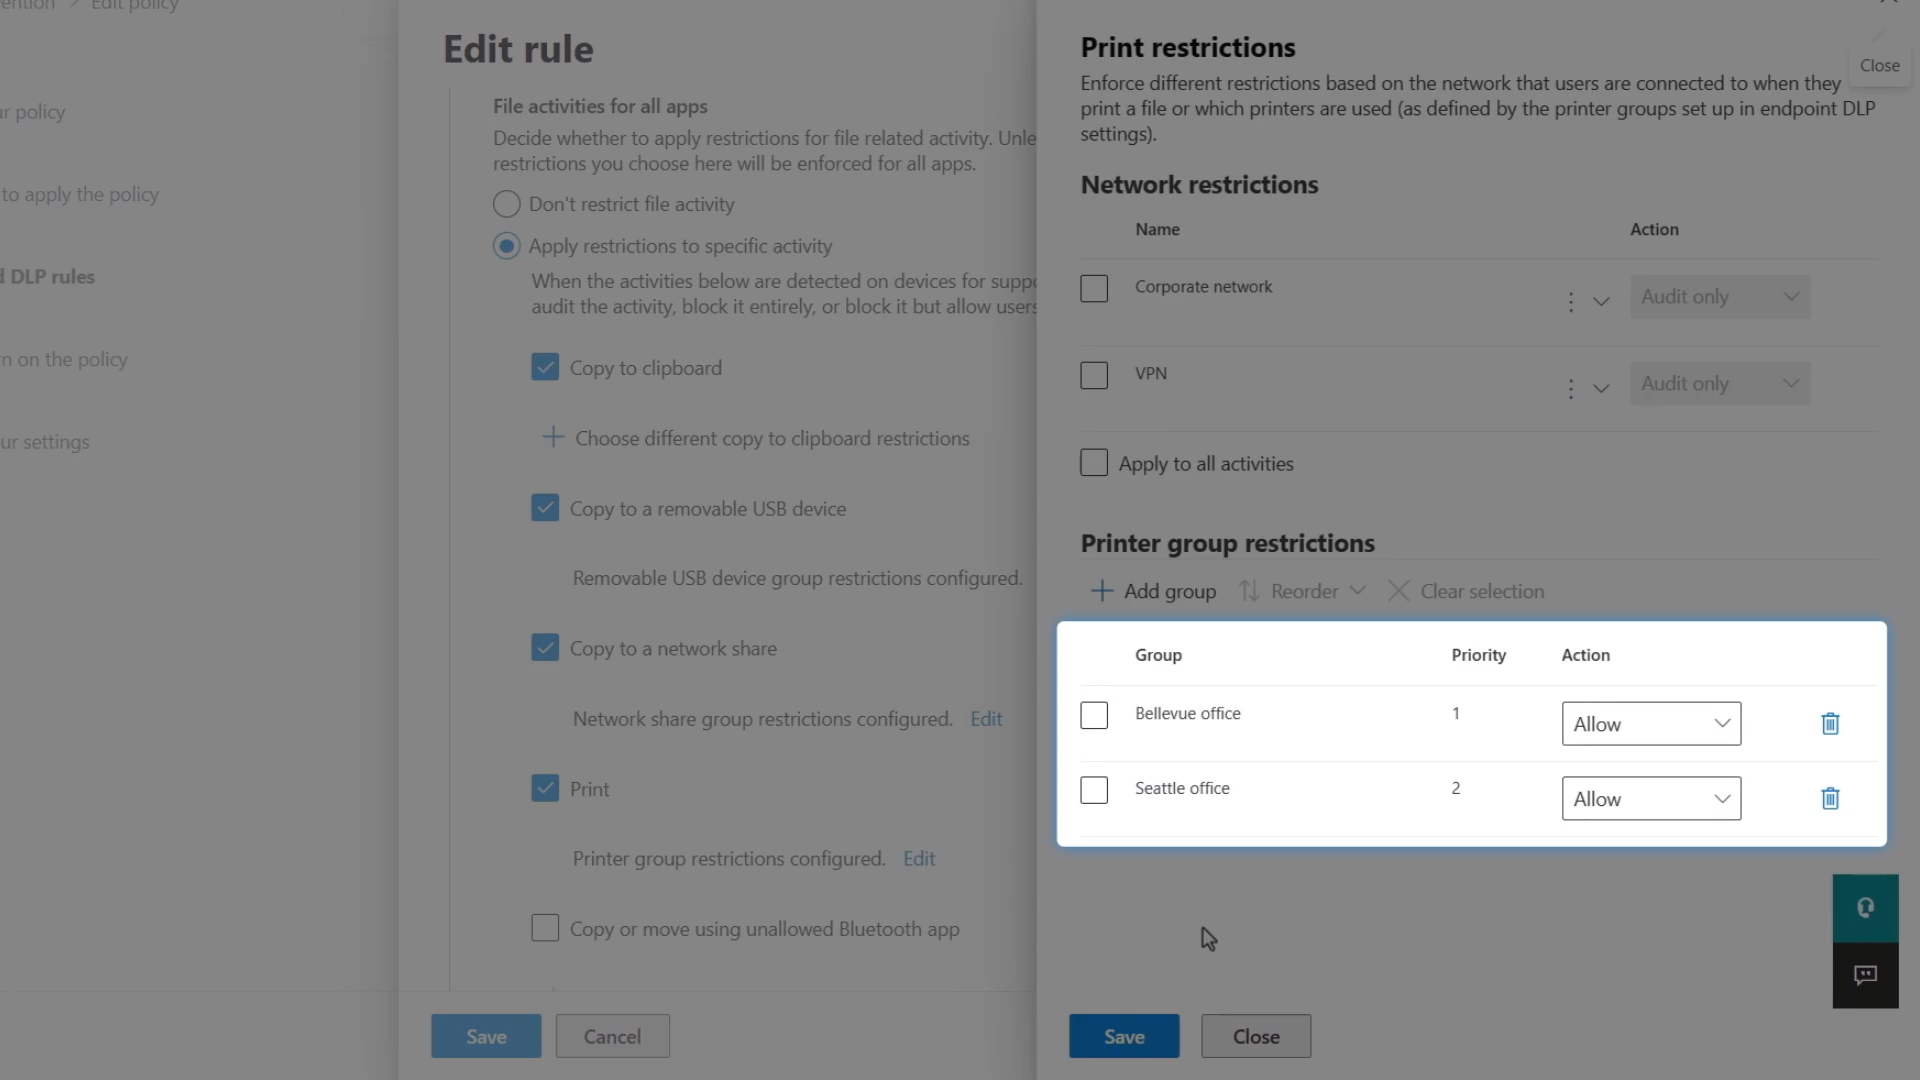 Edit policy
Edit rule
Print restrictions
Close
Enforce different restrictions based on the network that users are connected to when they
print a file or which printers are used (as defined by the printer groups set up in endpoint DLP
settings).
policy
to apply the policy
DLP rules
on the policy
settings
File activities for all apps
Decide whether to apply restrictions for file related activity.
restrictions you choose here will be enforced for all apps.
Don't restrict file activity
Apply restrictions to specific activity
When the activities below are detected on devices for
audit the activity, block it entirely, or block it but allow users
Copy to clipboard
Choose different copy to clipboard restrictions
Copy to a removable USB device
Removable USB device group restrictions configured.
Copy to a network share
Network share group restrictions configured. Edit
Print
Printer group restrictions configured. Edit
Copy or move using unallowed Bluetooth app
Save Cancel
Network restrictions
Name Action
Corporate network Audit only
VPN Audit only
Apply to all activities
Printer group restrictions
Add group Reorder Clear selection
Group Priority Action
Bellevue office 1 Allow
Seattle office 2 Allow
Save Close